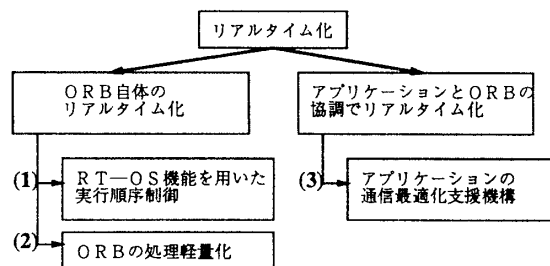 リアルタイム化
ORB自体の
リアルタイム化
アプリケーションとORBの
協調でリアルタイム化
(1)
RT－OS機能を用いた
実行順序制御
(2)
ORBの処理軽量化
(3)
アプリケーションの
通信最適化支援機構